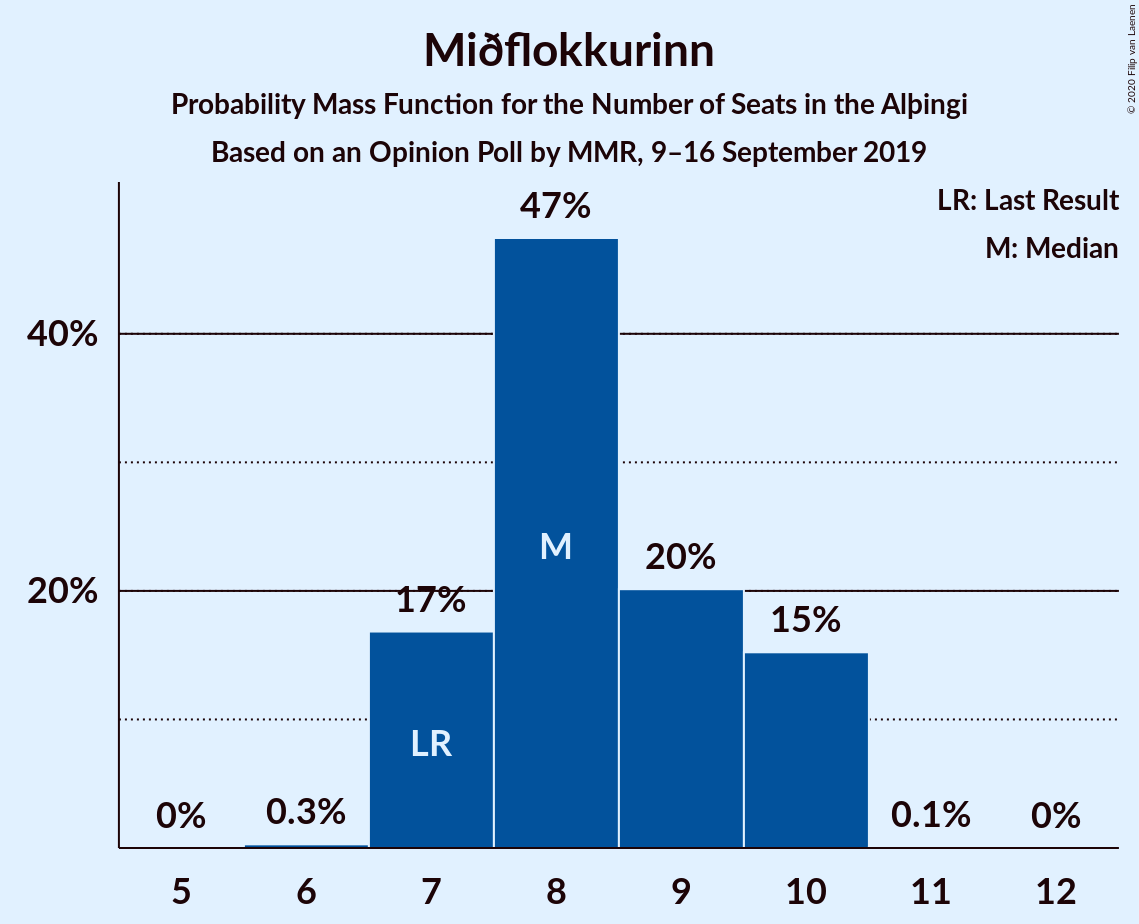 Miðflokkurinn
Probability Mass Function for the Number of Seats in the Alþingi
Based on an Opinion Poll by MMR, 9–16 September 2019
© 2020 Filip van Laenen
LR: Last Result
M: Median
40%
20%
0%
0.3%
17%
47%
20%
15%
0.1%
0%
LR
M
5 6 7 8 9 10 11 12